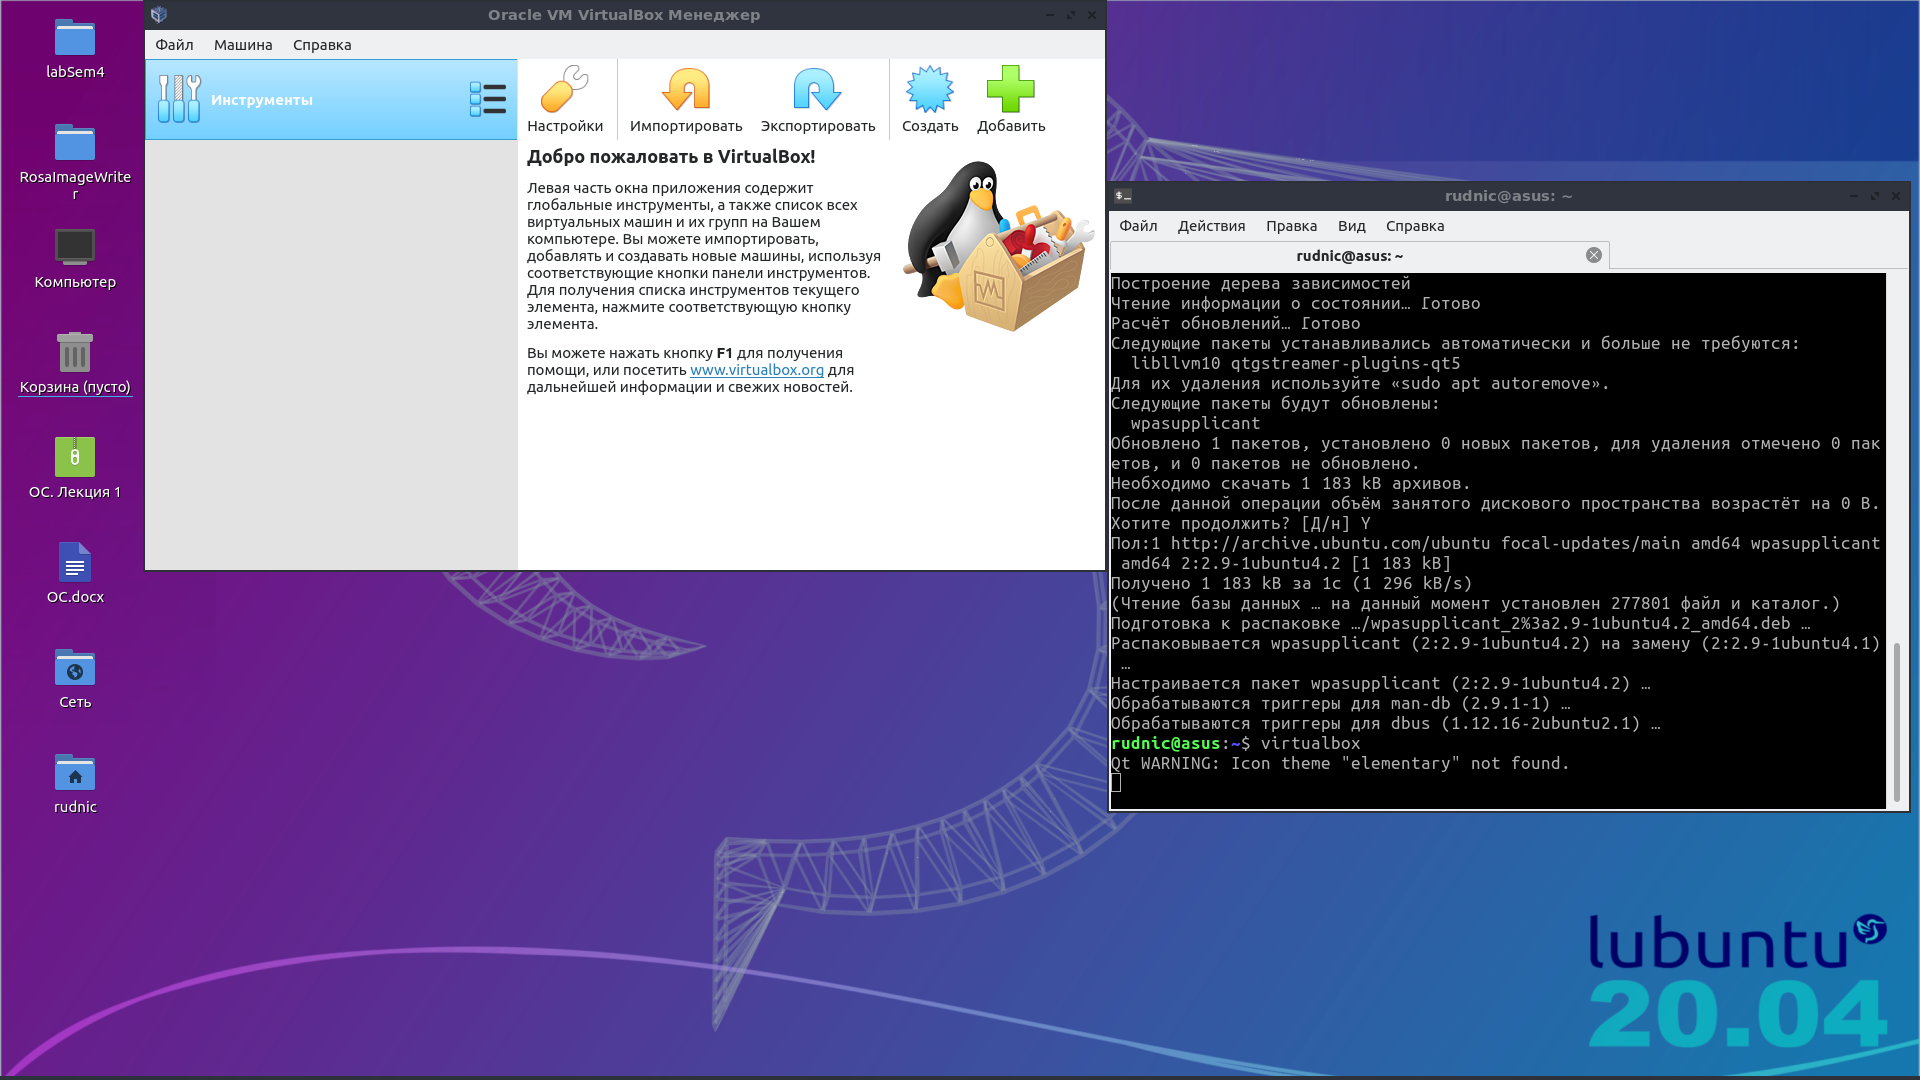 labSem4
RosaImageWrite
r
Компьютер
Корзина (пусто)
ОС. Лекция 1
ОС.docx
Сеть
rudnic
Oracle VM VirtualBox Менеджер
Файл Машина Справка
Инструменты
Настройки Импортировать Экспортировать Создать Добавить
Добро пожаловать в VirtualBox!
Левая часть окна приложения содержит
глобальные инструменты, а также список всех
виртуальных машин и их групп на Вашем
компьютере. Вы можете импортировать,
добавлять и создавать новые машины, используя
соответствующие кнопки панели инструментов.
Для получения списка инструментов текущего
элемента, нажмите соответствующую кнопку
элемента.
Вы можете нажать кнопку F1 для получения
помощи, или посетить www.virtualbox.org для
дальнейшей информации и свежих новостей.
rudnic@asus: ~
Файл Действия Правка Вид Справка
rudnic@asus: ~
Построение дерева зависимостей
Чтение информации о состоянии… Готово
Расчёт обновлений… Готово
Следующие пакеты устанавливались автоматически и больше не требуются:
libllvm10 qtgstreamer-plugins-qt5
Для их удаления используйте «sudo apt autoremove».
Следующие пакеты будут обновлены:
wpasupplicant
Обновлено 1 пакетов, установлено 0 новых пакетов, для удаления отмечено 0 пак
етов, и 0 пакетов не обновлено.
Необходимо скачать 1 183 kB архивов.
После данной операции объём занятого дискового пространства возрастёт на 0 B.
Хотите продолжить? [Д/н] Y
Пол:1 http://archive.ubuntu.com/ubuntu focal-updates/main amd64 wpasupplicant
amd64 2:2.9-1ubuntu4.2 [1 183 kB]
Получено 1 183 kB за 1с (1 296 kB/s)
(Чтение базы данных … на данный момент установлен 277801 файл и каталог.)
Подготовка к распаковке …/wpasupplicant_2%3a2.9-1ubuntu4.2_amd64.deb …
Распаковывается wpasupplicant (2:2.9-1ubuntu4.2) на замену (2:2.9-1ubuntu4.1)
…
Настраивается пакет wpasupplicant (2:2.9-1ubuntu4.2) …
Обрабатываются триггеры для man-db (2.9.1-1) …
Обрабатываются триггеры для dbus (1.12.16-2ubuntu2.1) …
rudnic@asus:~$ virtualbox
Qt WARNING: Icon theme "elementary" not found.
lubuntu
20.04